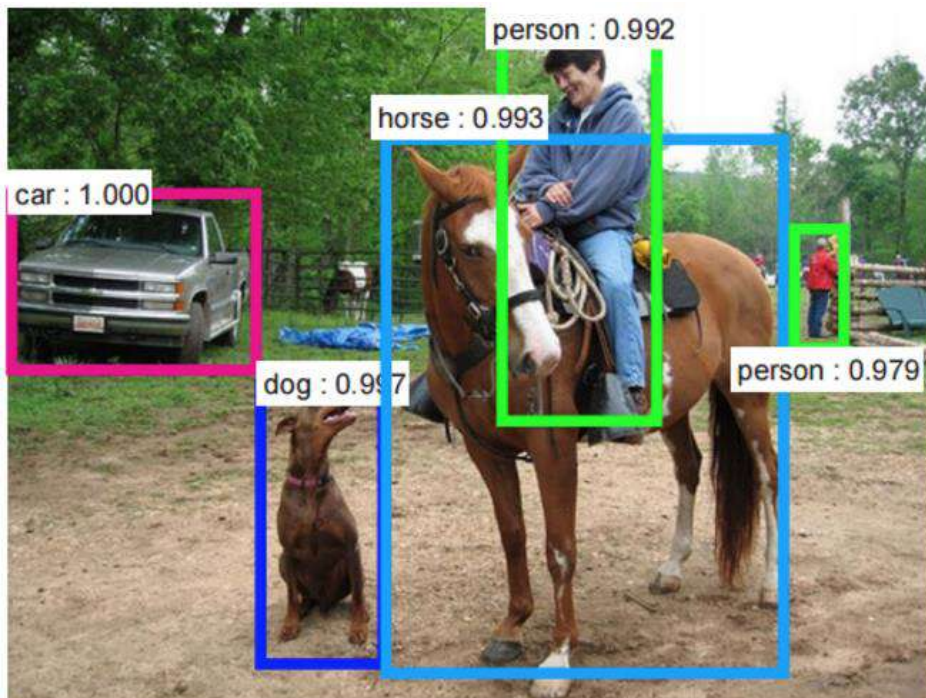 person : 0.992
horse : 0.993
car : 1.000
dog : 0.997
person : 0.979